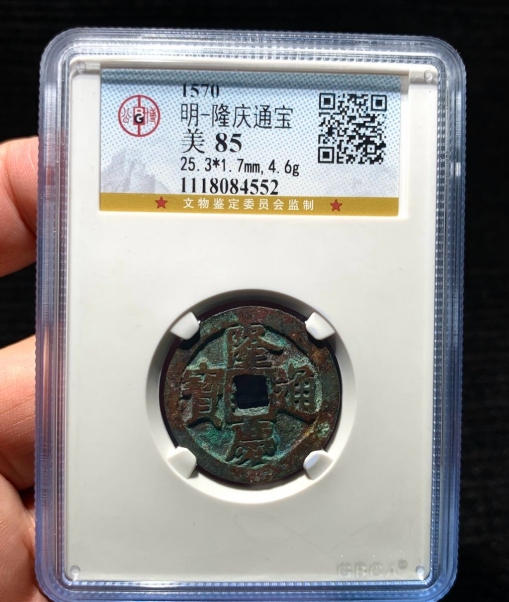 1570
明-隆庆通宝
美 85
25.3*1.7mm,4.6g
1118084552
★ 文物鉴定委员会监制 ★
隆慶通寶
GBCA